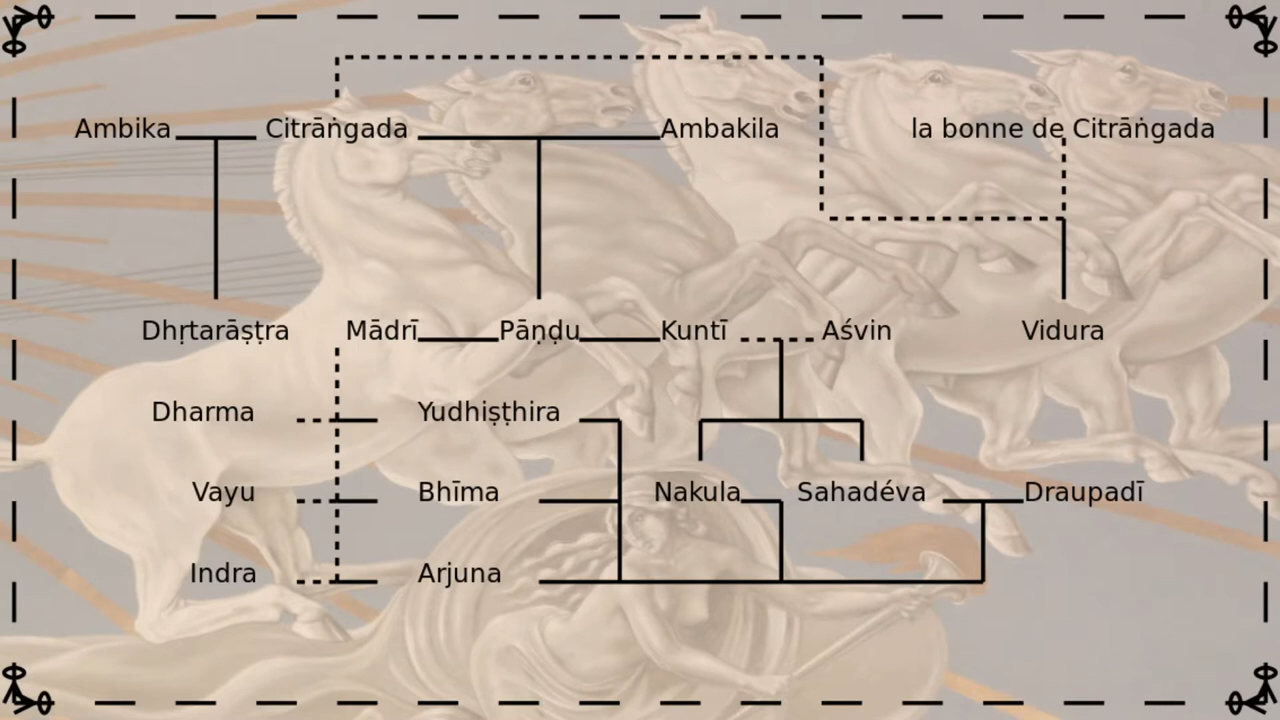 Ambika Citrāṅgada Ambakila la bonne de Citrāṅgada
Dhṛtarāṣṭra Mādrī Pāṇḍu Kuntī Aśvin Vidura
Dharma Yudhiṣṭhira
Vayu Bhīma Nakula Sahadéva Draupadī
Indra Arjuna